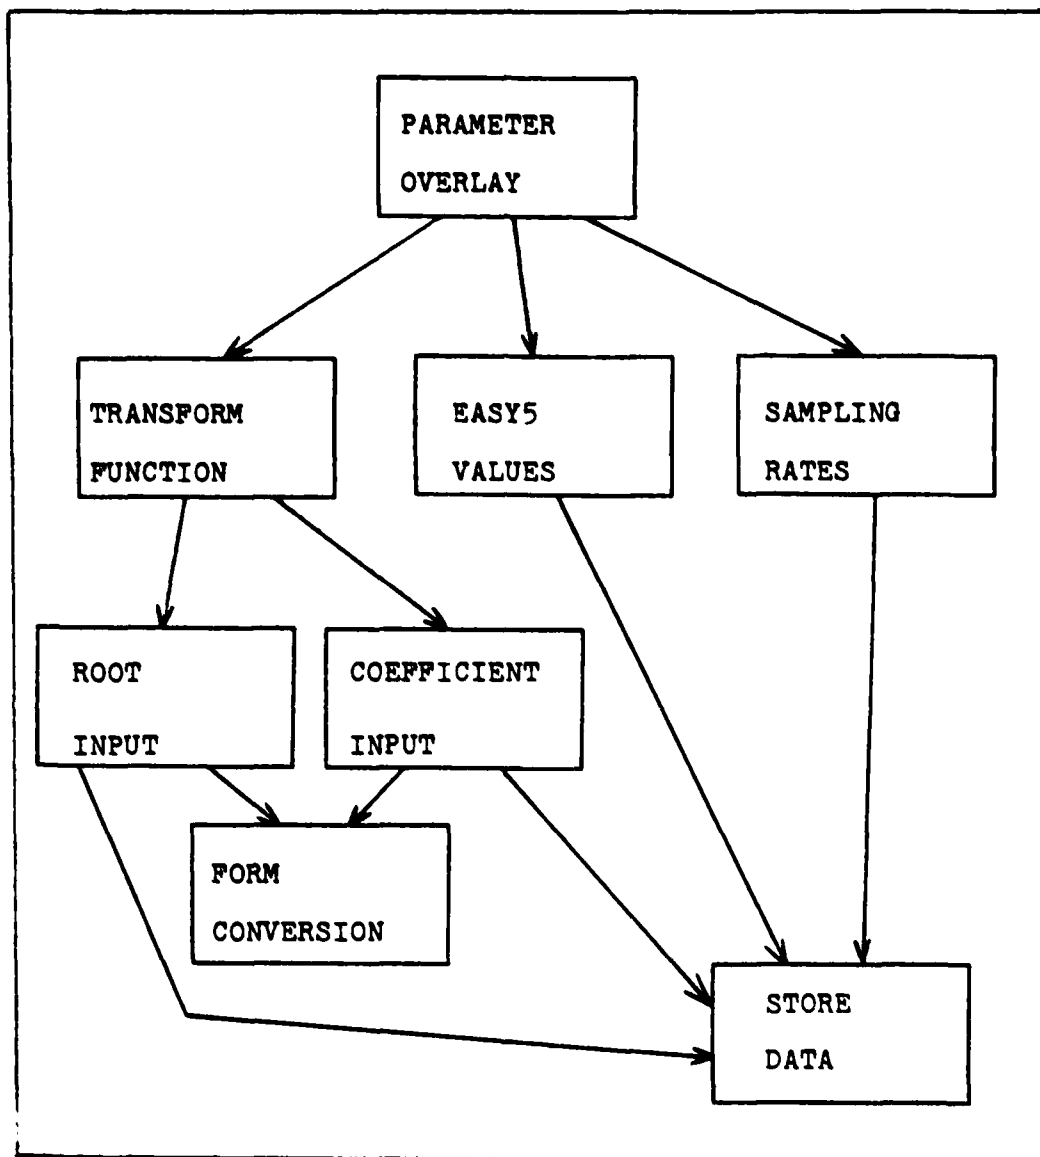 PARAMETER
OVERLAY
TRANSFORM
FUNCTION
EASY5
VALUES
SAMPLING
RATES
ROOT
INPUT
COEFFICIENT
INPUT
FORM
CONVERSION
STORE
DATA